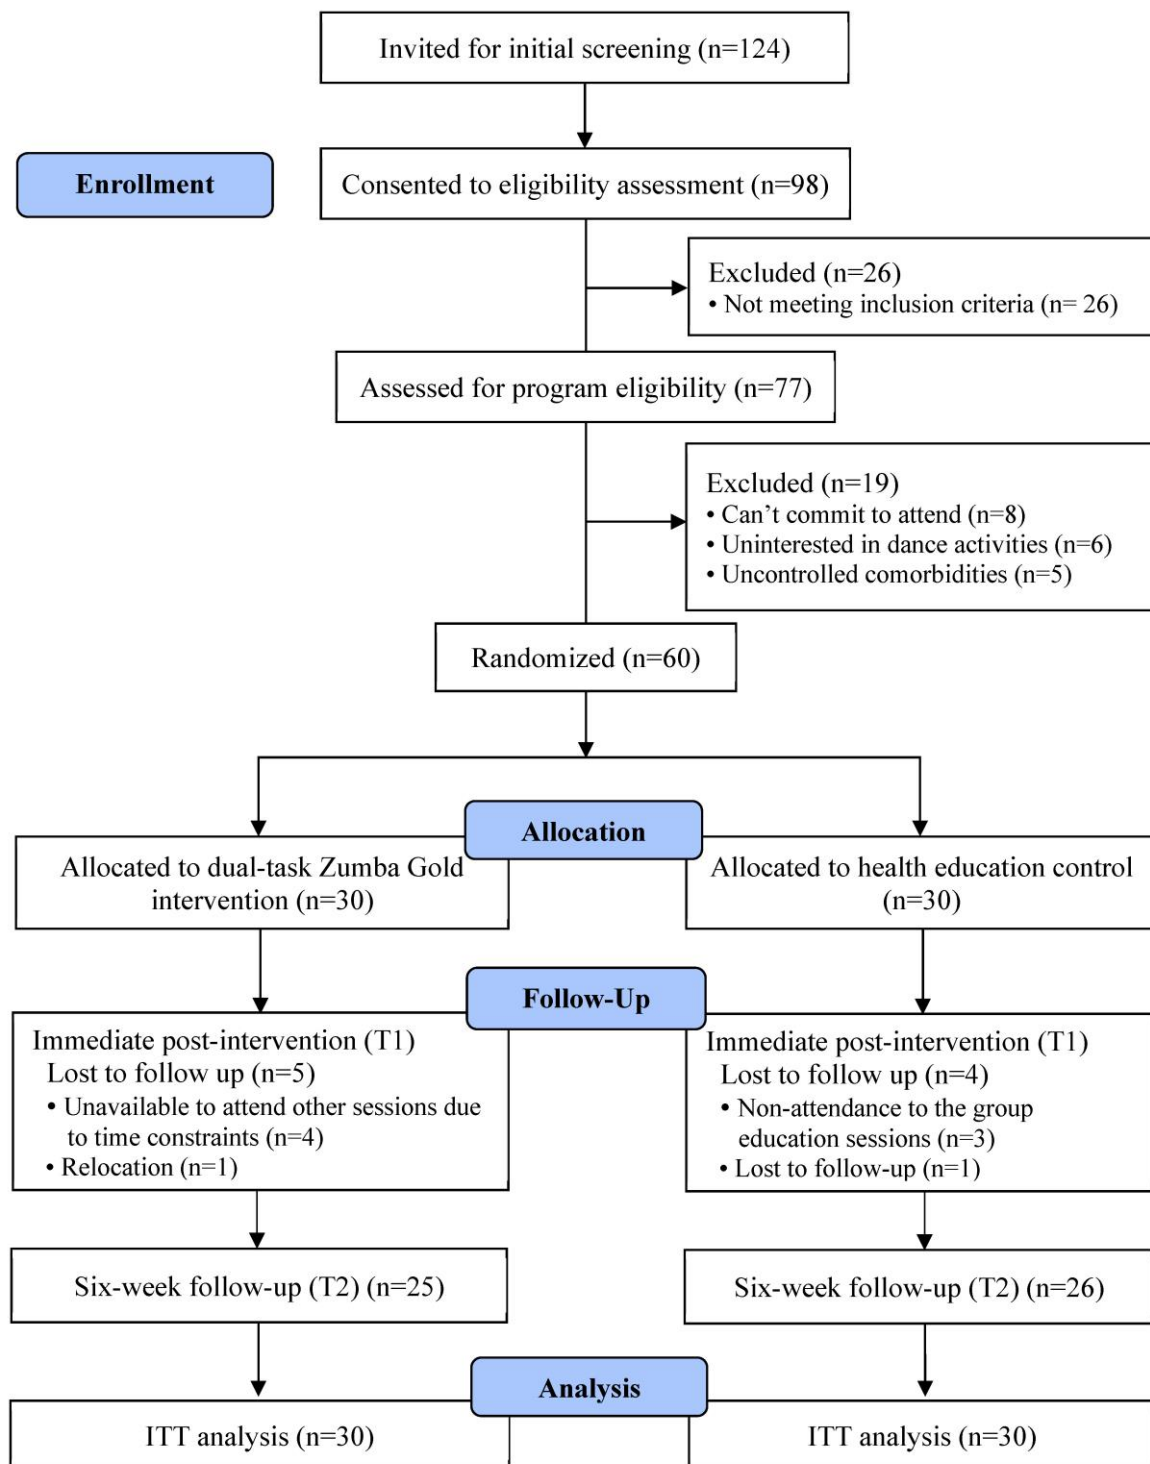 Invited for initial screening (n=124)
Enrollment
Consented to eligibility assessment (n=98)
Excluded (n=26)
• Not meeting inclusion criteria (n= 26)
Assessed for program eligibility (n=77)
Excluded (n=19)
• Can't commit to attend (n=8)
• Uninterested in dance activities (n=6)
• Uncontrolled comorbidities (n=5)
Randomized (n=60)
Allocation
Allocated to dual-task Zumba Gold
intervention (n=30)
Allocated to health education control
(n=30)
Follow-Up
Immediate post-intervention (T1)
Lost to follow up (n=5)
• Unavailable to attend other sessions due
to time constraints (n=4)
• Relocation (n=1)
Immediate post-intervention (T1)
Lost to follow up (n=4)
• Non-attendance to the group
education sessions (n=3)
• Lost to follow-up (n=1)
Six-week follow-up (T2) (n=25)
Six-week follow-up (T2) (n=26)
Analysis
ITT analysis (n=30)
ITT analysis (n=30)